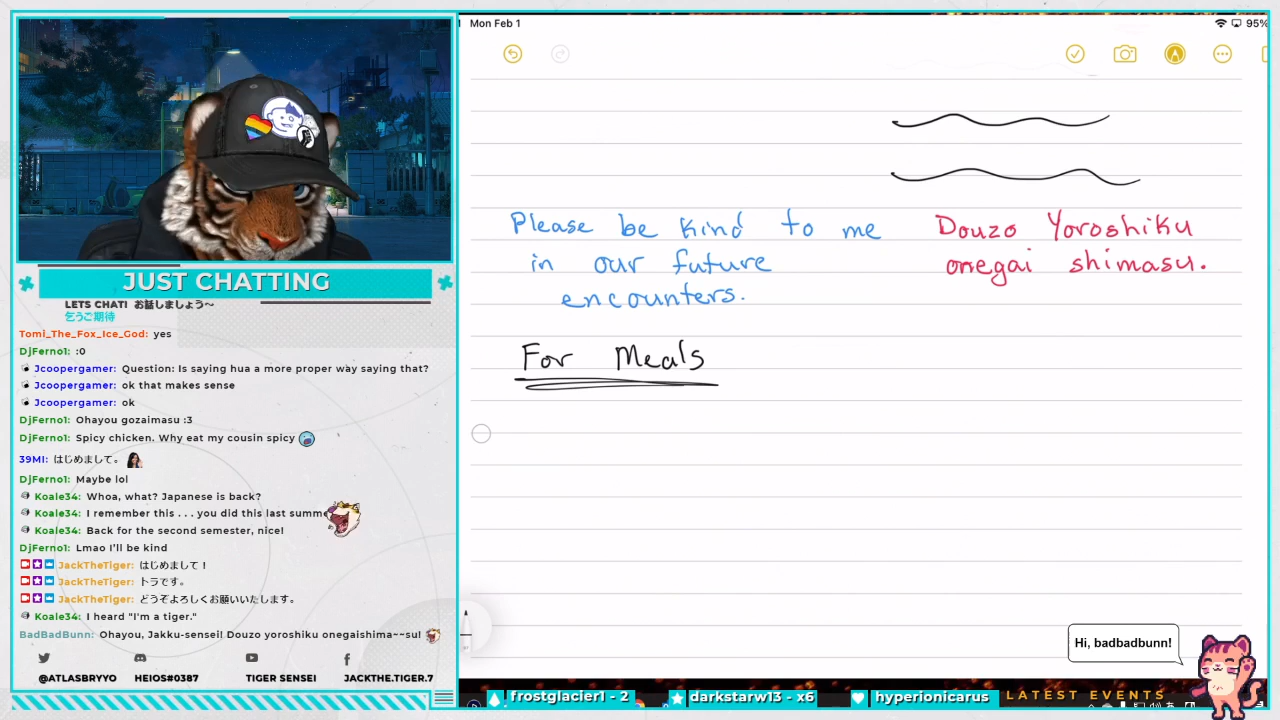 Mon Feb 1
95%
Please be kind to me
in our future
encounters.
Douzo Yoroshiku
onegai shimasu.
For Meals
JUST CHATTING
LETS CHAT! お話しましょう〜
乞うご期待
Tomi_The_Fox_Ice_God: yes
DjFerno1: :0
Jcoopergamer: Question: Is saying hua a more proper way saying that?
Jcoopergamer: ok that makes sense
Jcoopergamer: ok
DjFerno1: Ohayou gozaimasu :3
DjFerno1: Spicy chicken. Why eat my cousin spicy
39MI: はじめまして。
DjFerno1: Maybe lol
Koale34: Whoa, what? Japanese is back?
Koale34: I remember this . . . you did this last summe
Koale34: Back for the second semester, nice!
DjFerno1: Lmao I'll be kind
JackTheTiger: はじめまして！
JackTheTiger: トラです。
JackTheTiger: どうぞよろしくお願いいたします。
Koale34: I heard "I'm a tiger."
BadBadBunn: Ohayou, Jakku-sensei! Douzo yoroshiku onegaishima~~su!
@ATLASBRYYO HEIOS#0387 TIGER SENSEI JACKTHE.TIGER.7
Hi, badbadbunn!
frostglacier1 - 2 darkstarw13 - x6 hyperionicarus LATEST EVENTS